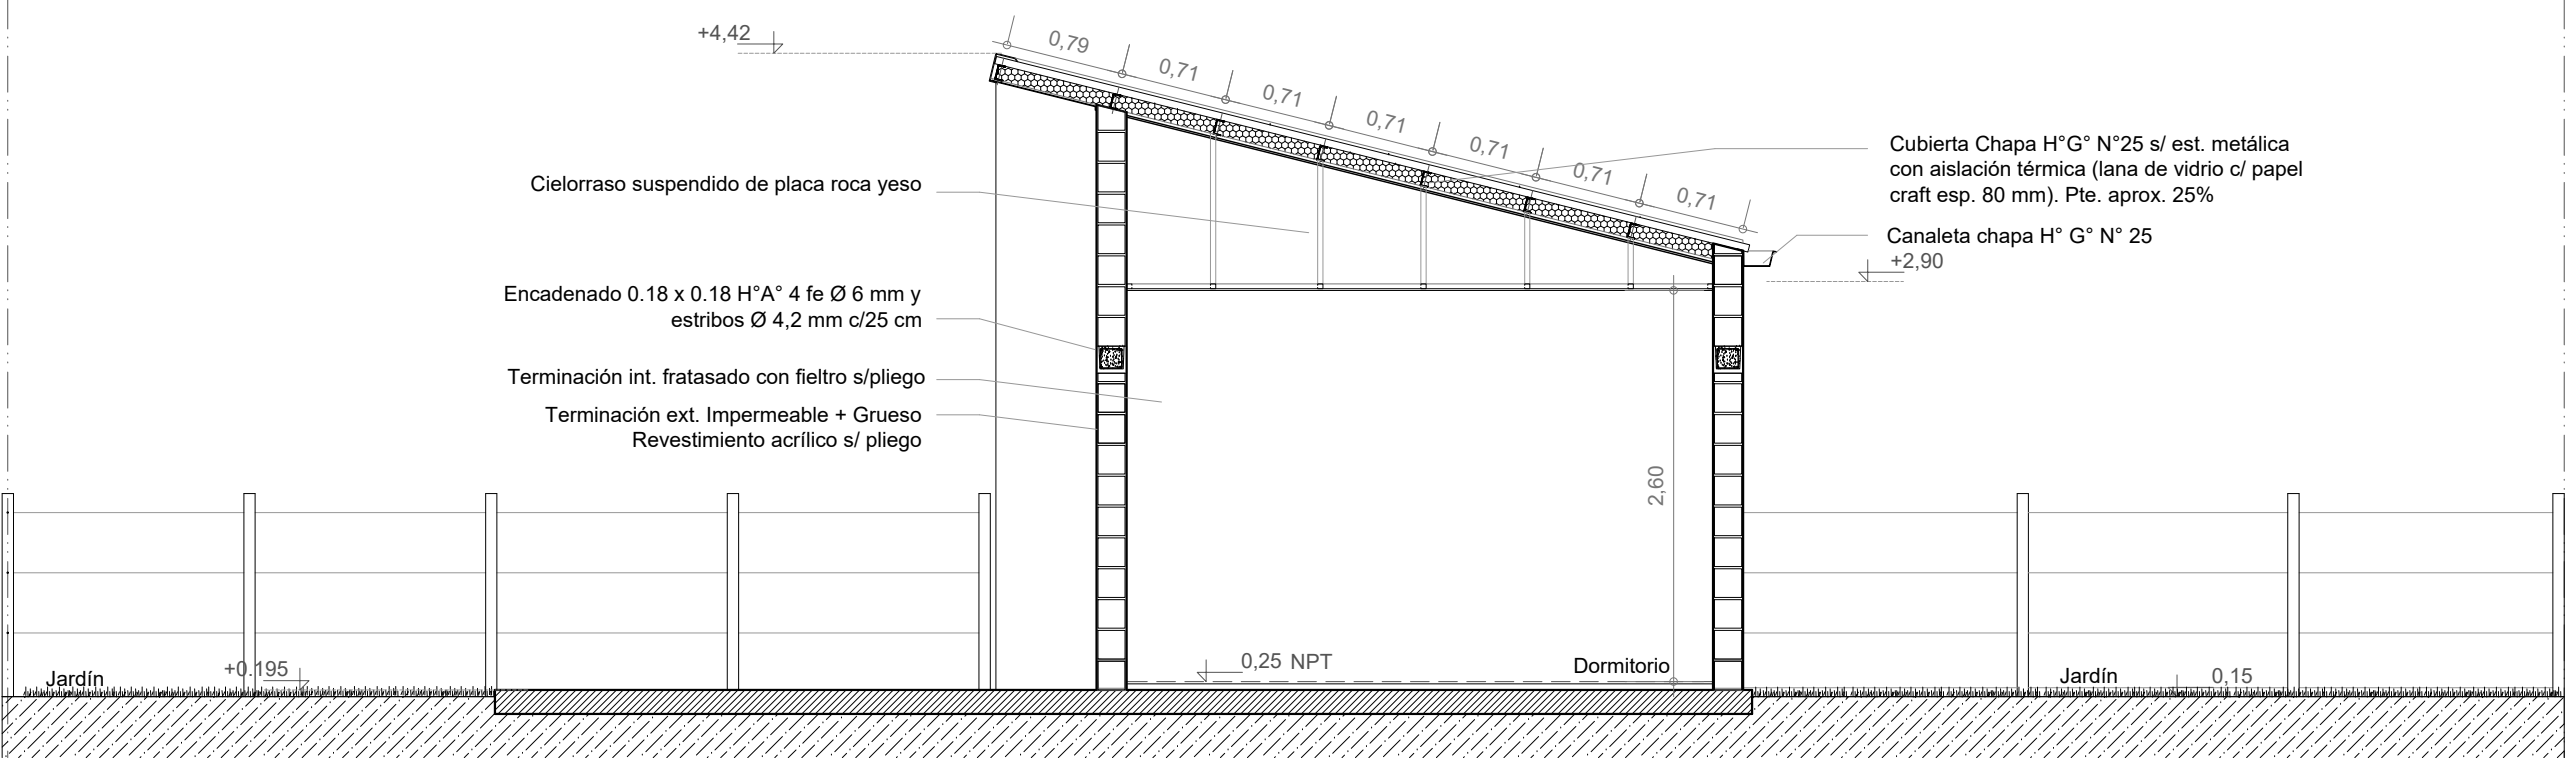 +4,42
0,79
0,71
0,71
0,71
0,71
0,71
0,71
Cubierta Chapa H°G° N°25 s/ est. metálica
con aislación térmica (lana de vidrio c/ papel
craft esp. 80 mm). Pte. aprox. 25%
Cielorraso suspendido de placa roca yeso
Canaleta chapa H° G° N° 25
+2,90
Encadenado 0.18 x 0.18 H°A° 4 fe Ø 6 mm y
estribos Ø 4,2 mm c/25 cm
Terminación int. fratasado con fieltro s/pliego
Terminación ext. Impermeable + Grueso
Revestimiento acrílico s/ pliego
2,60
Jardín
+0.195
0,25 NPT
Dormitorio
Jardín
0,15